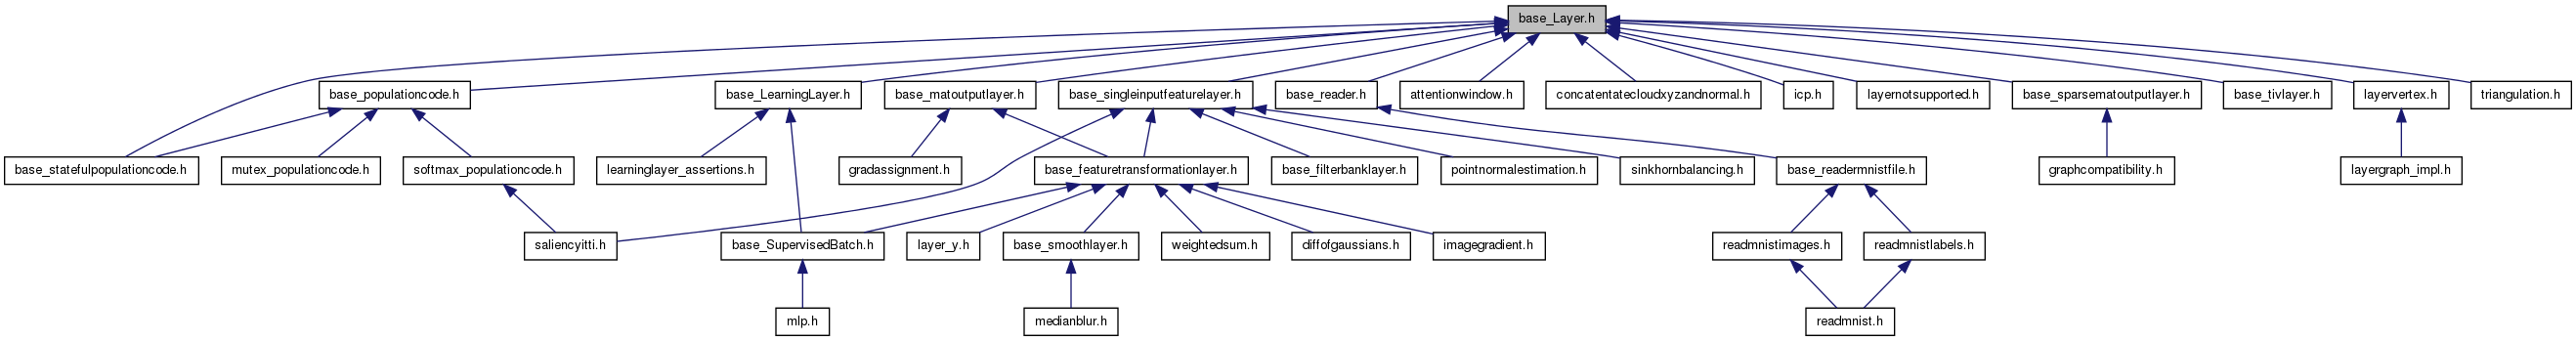 base_Layer.h
base_populationcode.h
base_LearningLayer.h
base_matoutputlayer.h
base_singleinputfeaturelayer.h
base_reader.h
attentionwindow.h
concatentatecloudxyzandnormal.h
icp.h
layernotsupported.h
base_sparsematoutputlayer.h
base_tivlayer.h
layervertex.h
triangulation.h
base_statefulpopulationcode.h
mutex_populationcode.h
softmax_populationcode.h
learninglayer_assertions.h
gradassignment.h
base_featuretransformationlayer.h
base_filterbanklayer.h
pointnormalestimation.h
sinkhornbalancing.h
base_readermnistfile.h
graphcompatibility.h
layergraph_impl.h
saliencyitti.h
base_SupervisedBatch.h
layer_y.h
base_smoothlayer.h
weightedsum.h
diffofgaussians.h
imagegradient.h
readmnistimages.h
readmnistlabels.h
mlp.h
medianblur.h
readmnist.h